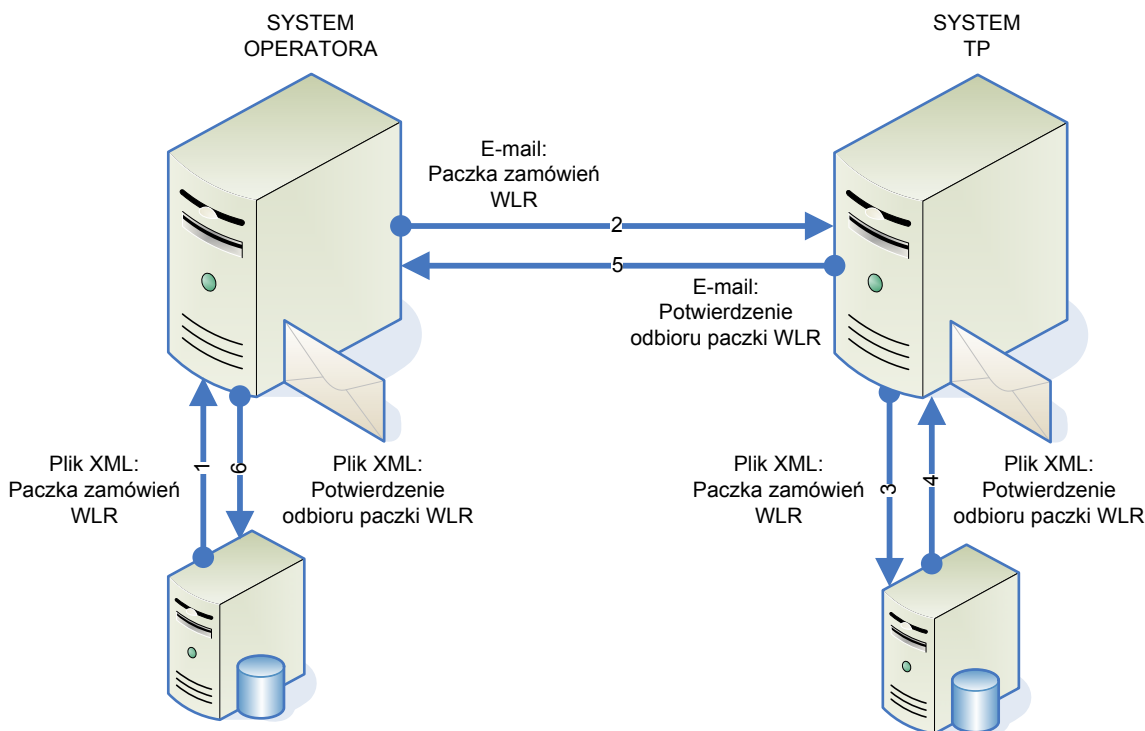 SYSTEM
OPERATORA
SYSTEM
TP
E-mail:
Paczka zamówień
WLR
2
5
E-mail:
Potwierdzenie
odbioru paczki WLR
Plik XML:
Paczka zamówień
WLR
1
6
Plik XML:
Potwierdzenie
odbioru paczki WLR
Plik XML:
Paczka zamówień
WLR
3
4
Plik XML:
Potwierdzenie
odbioru paczki WLR